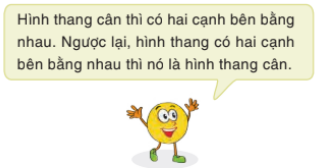 Hình thang cân thì có hai cạnh bên bằng
nhau. Ngược lại, hình thang có hai cạnh
bên bằng nhau thì nó là hình thang cân.